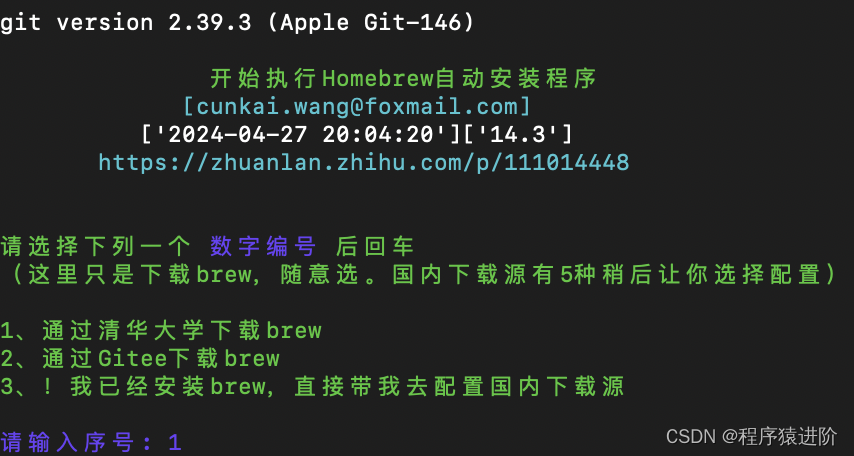 git version 2.39.3 (Apple Git-146)
开始执行Homebrew自动安装程序
[cunkai.wang@foxmail.com]
['2024-04-27 20:04:20']['14.3']
https://zhuanlan.zhihu.com/p/111014448
请选择下列一个 数字编号 后回车
（这里只是下载brew，随意选。国内下载源有5种稍后让你选择配置）
1、通过清华大学下载brew
2、通过Gitee下载brew
3、！我已经安装brew，直接带我去配置国内下载源
请输入序号: 1
CSDN @程序猿进阶